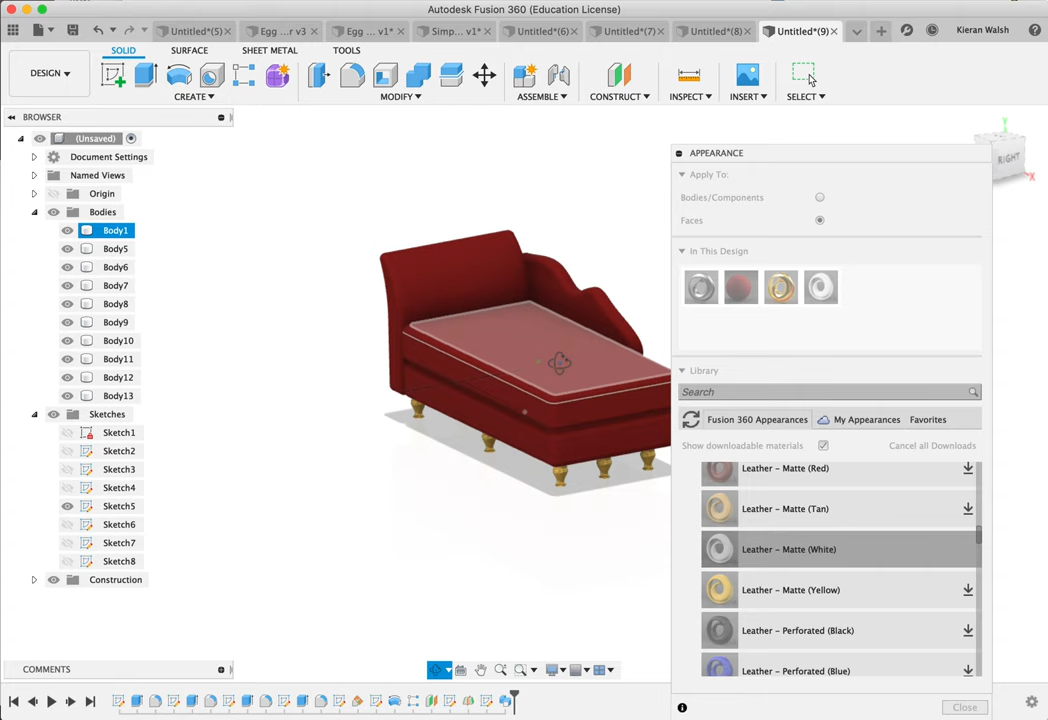 Autodesk Fusion 360 (Education License)
Untitled*(5) Egg ...r v3 Egg ... v1* Simp... v1* Untitled*(6) Untitled*(7) Untitled*(8) Untitled*(9) Kieran Walsh
SOLID SURFACE SHEET METAL TOOLS
DESIGN
CREATE MODIFY ASSEMBLE CONSTRUCT INSPECT INSERT SELECT
BROWSER
(Unsaved)
Document Settings
Named Views
Origin
Bodies
Body1
Body5
Body6
Body7
Body8
Body9
Body10
Body11
Body12
Body13
Sketches
Sketch1
Sketch2
Sketch3
Sketch4
Sketch5
Sketch6
Sketch7
Sketch8
Construction
COMMENTS
RIGHT
Y
X
APPEARANCE
Apply To:
Bodies/Components
Faces
In This Design
Library
Search
Fusion 360 Appearances My Appearances Favorites
Show downloadable materials Cancel all Downloads
Leather - Matte (Red)
Leather - Matte (Tan)
Leather - Matte (White)
Leather - Matte (Yellow)
Leather - Perforated (Black)
Leather - Perforated (Blue)
Close